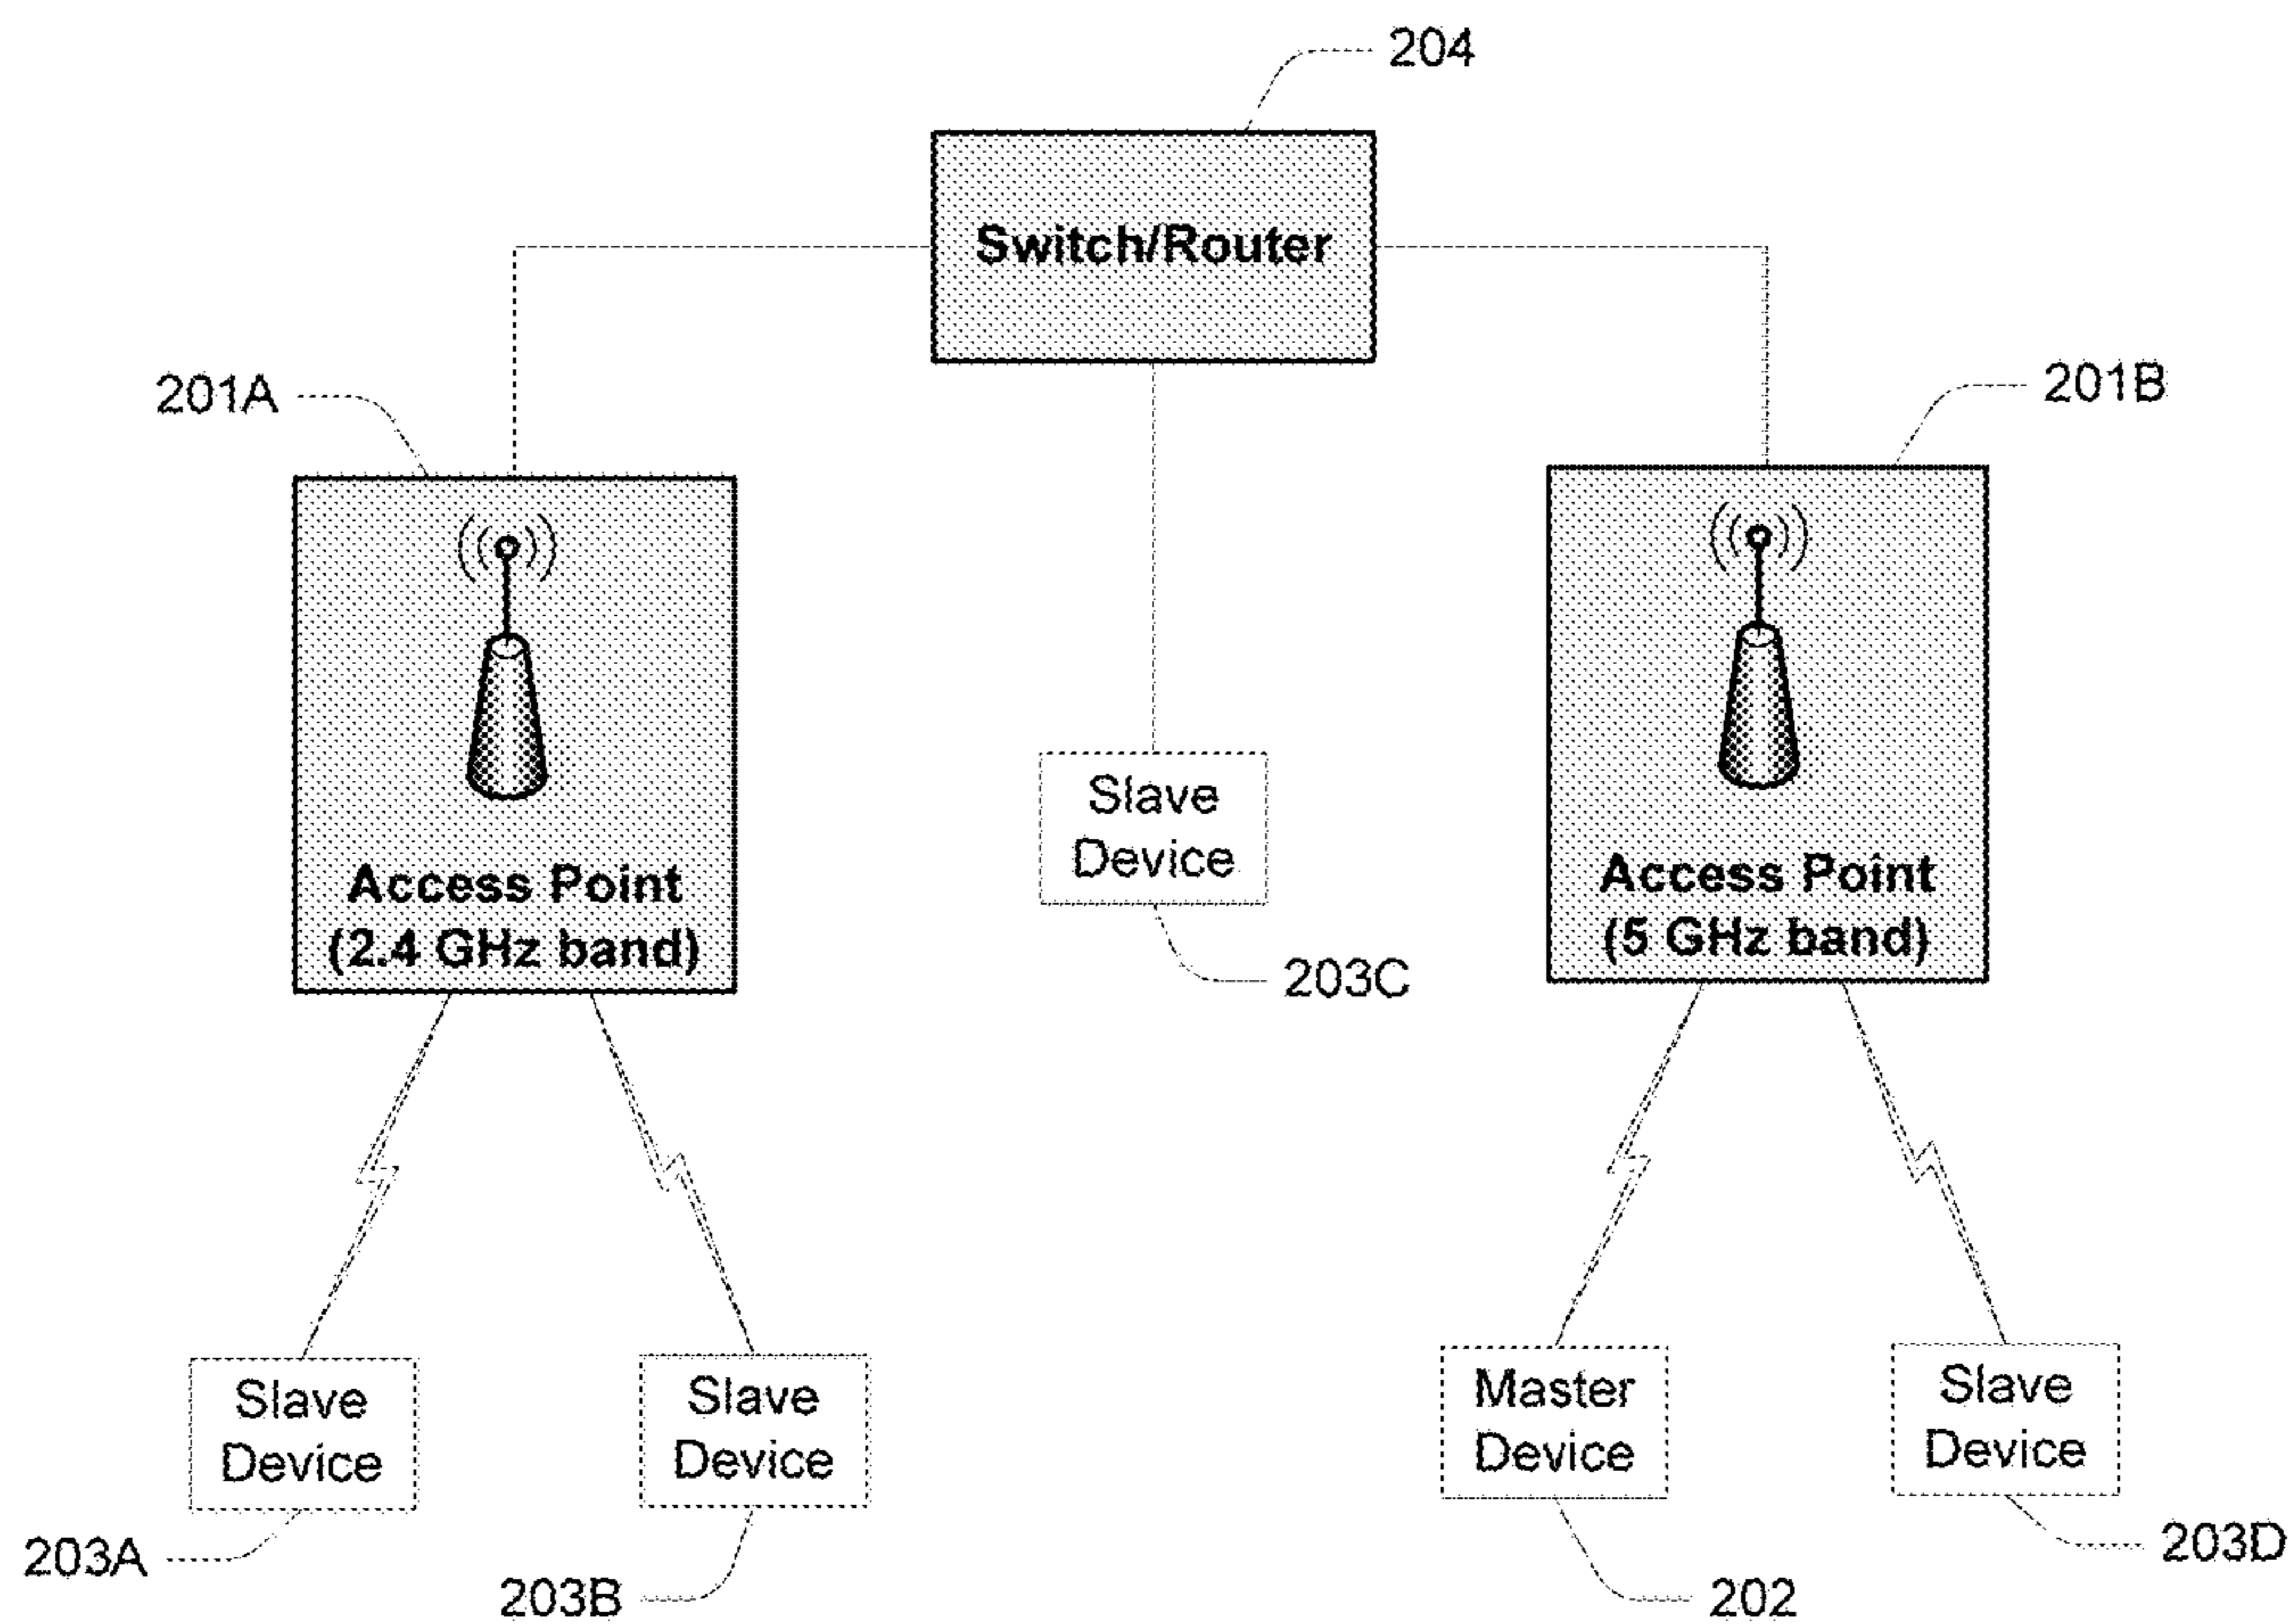 204
Switch/Router
201A
201B
Slave
Device
Access Point
(2.4 GHz band)
Access Point
(5 GHz band)
203C
Slave
Device
Slave
Device
Master
Device
Slave
Device
203A
203B
202
203D